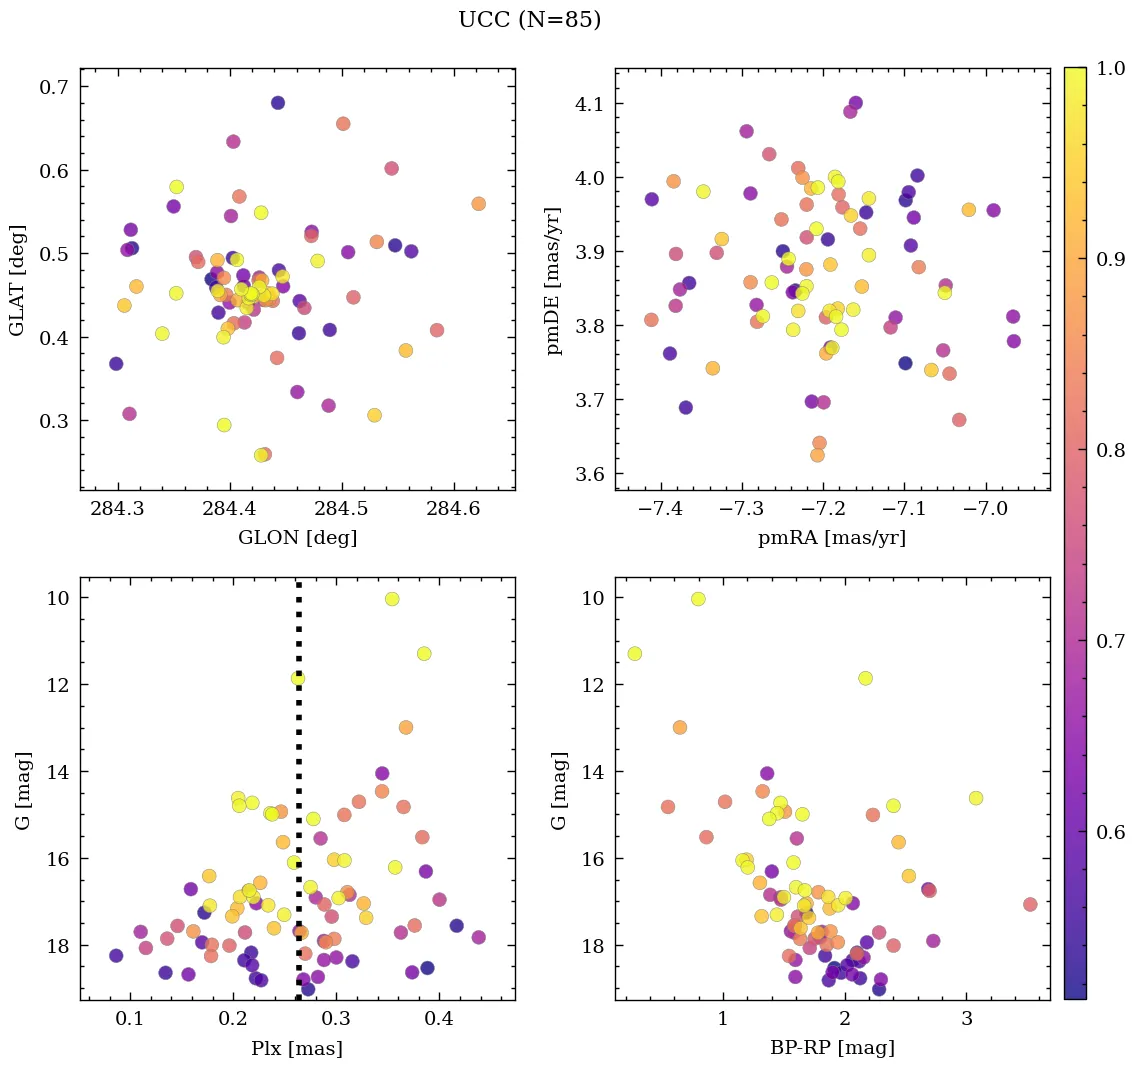 UCC (N=85)
0.7
0.6
0.5
0.4
0.3
GLAT [deg]
284.3 284.4 284.5 284.6
GLON [deg]
4.1
4.0
3.9
3.8
3.7
3.6
pmDE [mas/yr]
−7.4 −7.3 −7.2 −7.1 −7.0
pmRA [mas/yr]
1.0
0.9
0.8
0.7
0.6
10
12
14
16
18
G [mag]
0.1 0.2 0.3 0.4
Plx [mas]
10
12
14
16
18
G [mag]
1 2 3
BP-RP [mag]